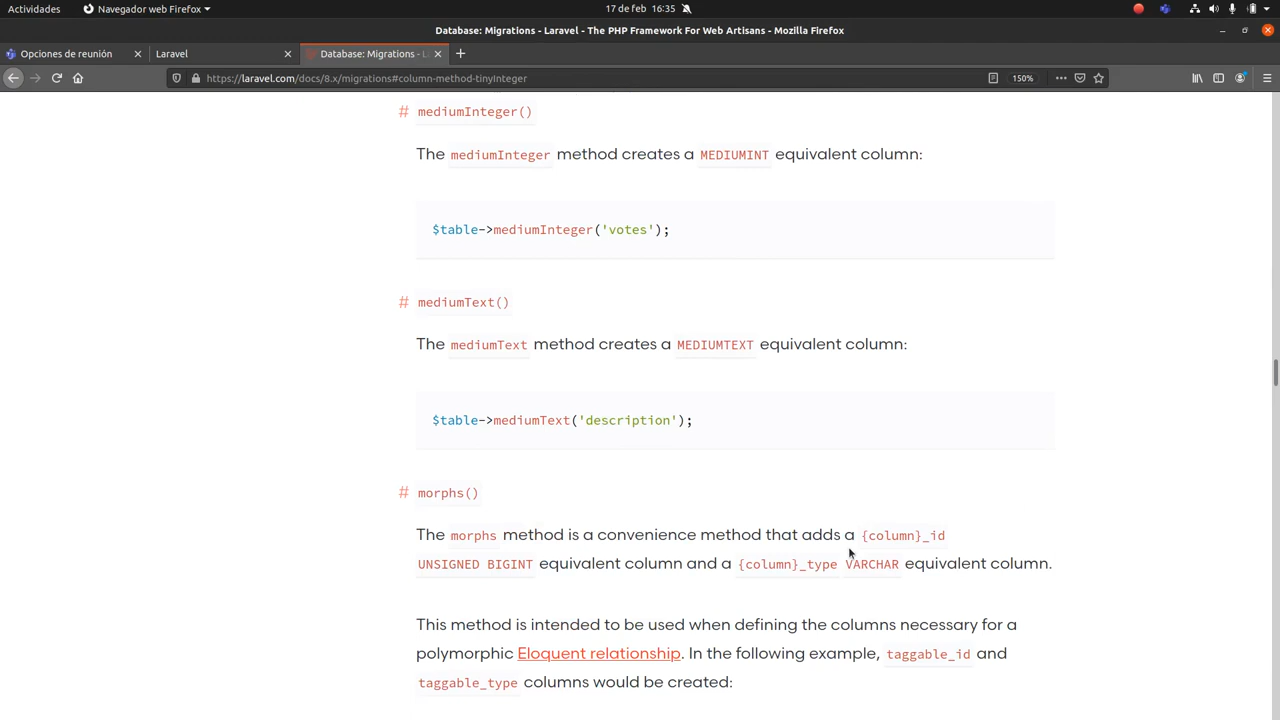 Actividades
Navegador web Firefox
17 de feb 16:35
Database: Migrations - Laravel - The PHP Framework For Web Artisans - Mozilla Firefox
Opciones de reunión
Laravel
Database: Migrations - L
https://laravel.com/docs/8.x/migrations#column-method-tinyInteger
150%
# mediumInteger()
The mediumInteger method creates a MEDIUMINT equivalent column:
$table->mediumInteger('votes');
# mediumText()
The mediumText method creates a MEDIUMTEXT equivalent column:
$table->mediumText('description');
# morphs()
The morphs method is a convenience method that adds a {column}_id
UNSIGNED BIGINT equivalent column and a {column}_type VARCHAR equivalent column.
This method is intended to be used when defining the columns necessary for a
polymorphic Eloquent relationship. In the following example, taggable_id and
taggable_type columns would be created: